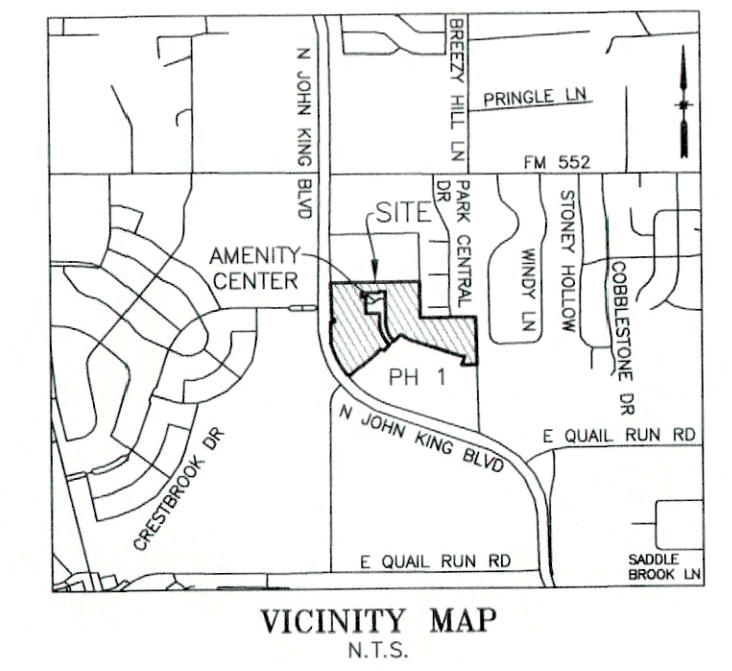 N JOHN KING BLVD
BREEZY HILL LN
PRINGLE LN
FM 552
PARK CENTRAL
DR
SITE
AMENITY
CENTER
WINDY LN
STONEY HOLLOW
COBBLESTONE DR
PH 1
N JOHN KING BLVD
E QUAIL RUN RD
CRESTBROOK DR
E QUAIL RUN RD
SADDLE
BROOK LN
VICINITY MAP
N.T.S.